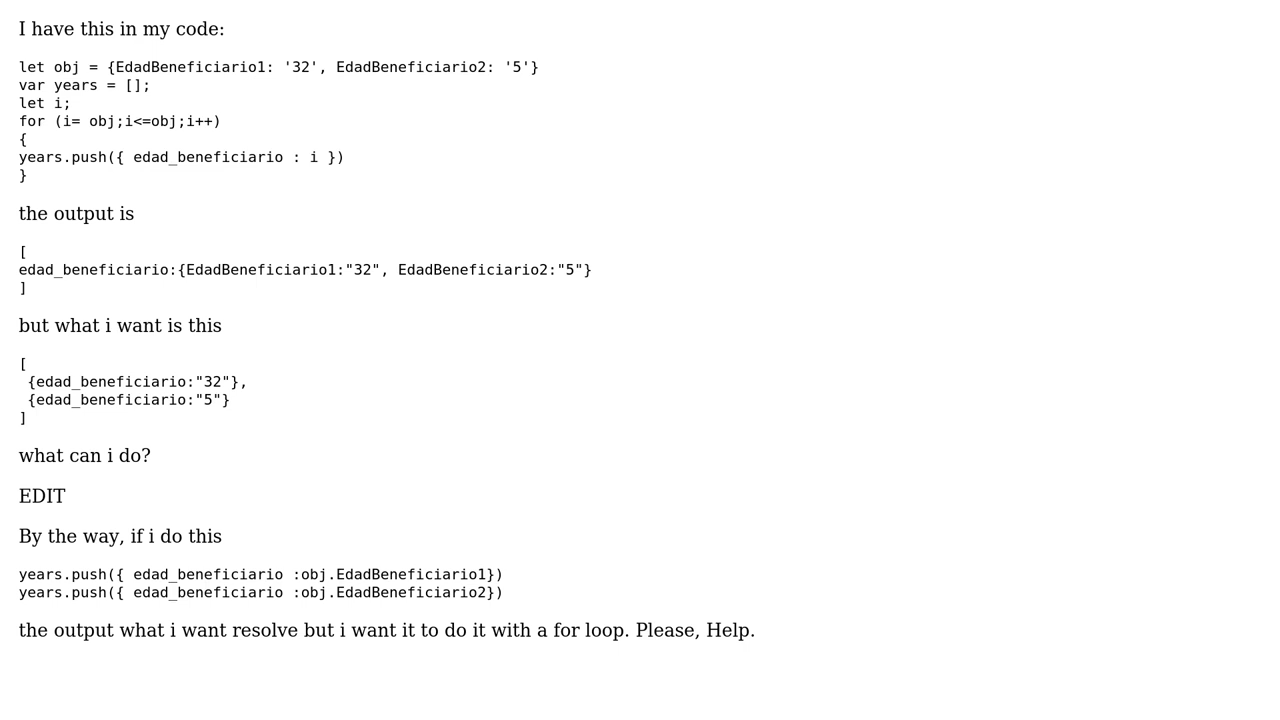 I have this in my code:
let obj = {EdadBeneficiario1: '32', EdadBeneficiario2: '5'}
var years = [];
let i;
for (i= obj;i<=obj;i++)
{
years.push({ edad_beneficiario : i })
}
the output is
[
edad_beneficiario:{EdadBeneficiario1:"32", EdadBeneficiario2:"5"}
]
but what i want is this
[
 {edad_beneficiario:"32"},
 {edad_beneficiario:"5"}
]
what can i do?
EDIT
By the way, if i do this
years.push({ edad_beneficiario :obj.EdadBeneficiario1})
years.push({ edad_beneficiario :obj.EdadBeneficiario2})
the output what i want resolve but i want it to do it with a for loop. Please, Help.